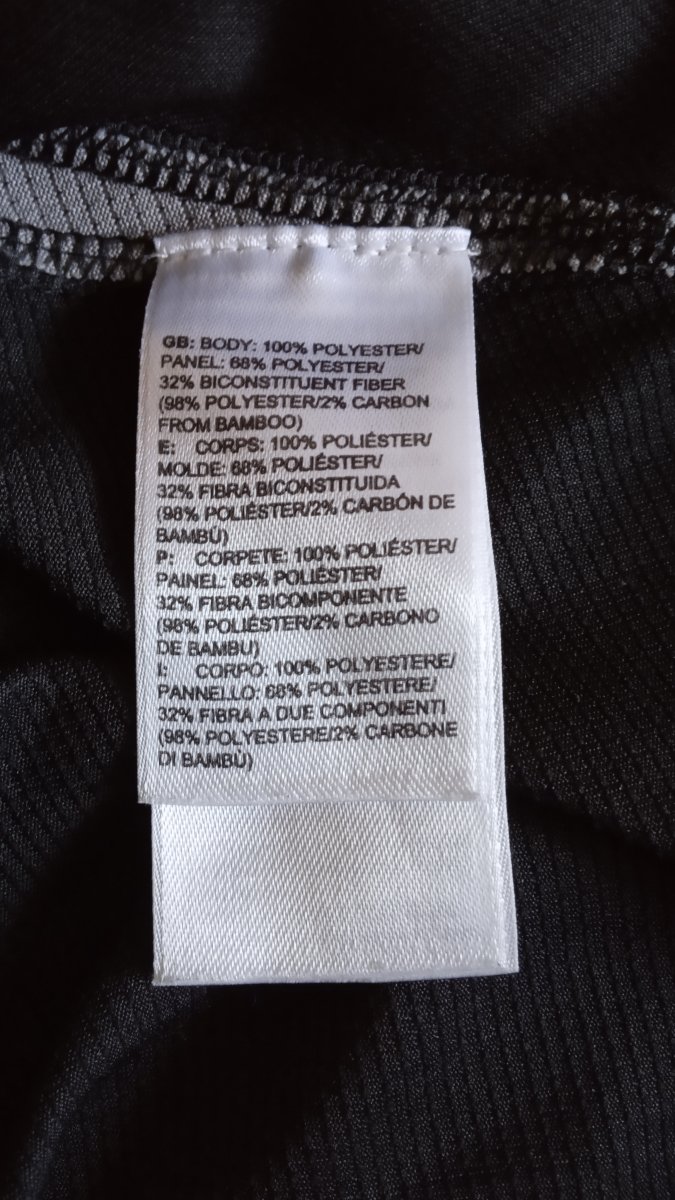 GB: BODY: 100% POLYESTER/
PANEL: 68% POLYESTER/
32% BICONSTITUENT FIBER
(98% POLYESTER/2% CARBON
FROM BAMBOO)
E: CORPS: 100% POLIÉSTER/
MOLDE: 68% POLIÉSTER/
32% FIBRA BICONSTITUIDA
(98% POLIÉSTER/2% CARBÓN DE
BAMBÚ)
P: CORPETE: 100% POLIÉSTER/
PAINEL: 68% POLIÉSTER/
32% FIBRA BICOMPONENTE
(98% POLIÉSTER/2% CARBONO
DE BAMBU)
I: CORPO: 100% POLYESTERE/
PANNELLO: 68% POLYESTERE/
32% FIBRA A DUE COMPONENTI
(98% POLYESTERE/2% CARBONE
DI BAMBÙ)